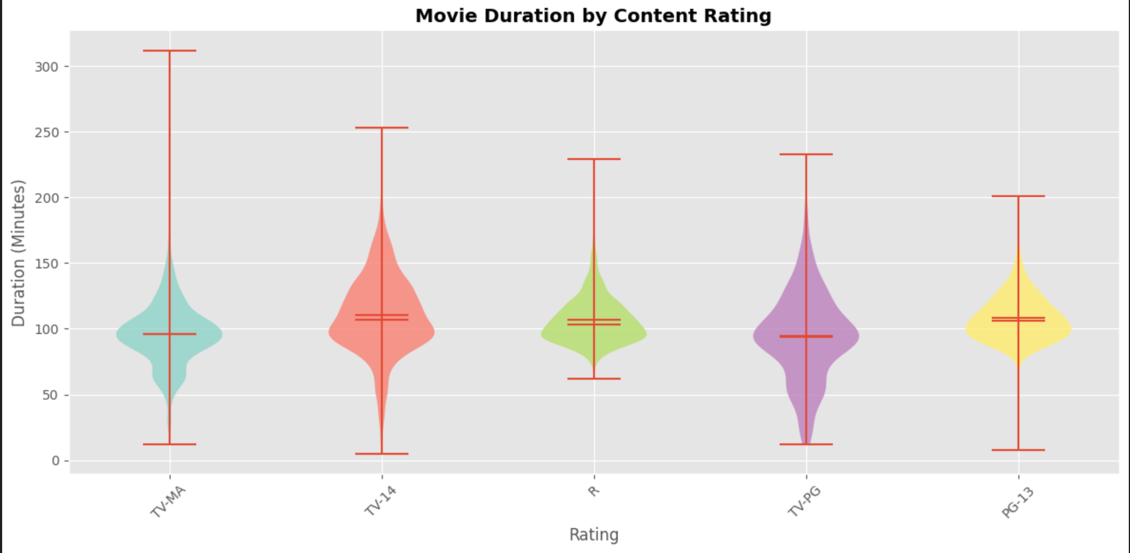 Movie Duration by Content Rating
Duration (Minutes)
300
250
200
150
100
50
0
TV-MA
TV-14
R
TV-PG
PG-13
Rating